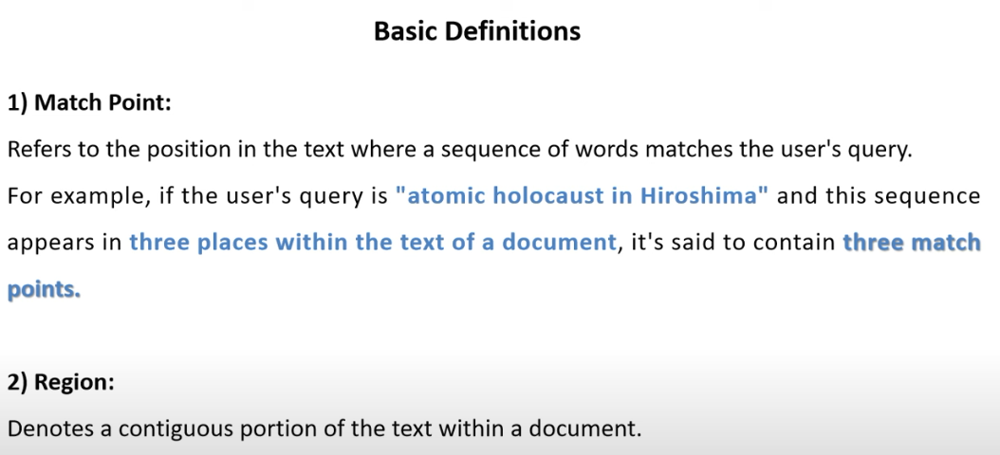 Basic Definitions
1) Match Point:
Refers to the position in the text where a sequence of words matches the user's query.
For example, if the user's query is "atomic holocaust in Hiroshima" and this sequence
appears in three places within the text of a document, it's said to contain three match
points.
2) Region:
Denotes a contiguous portion of the text within a document.